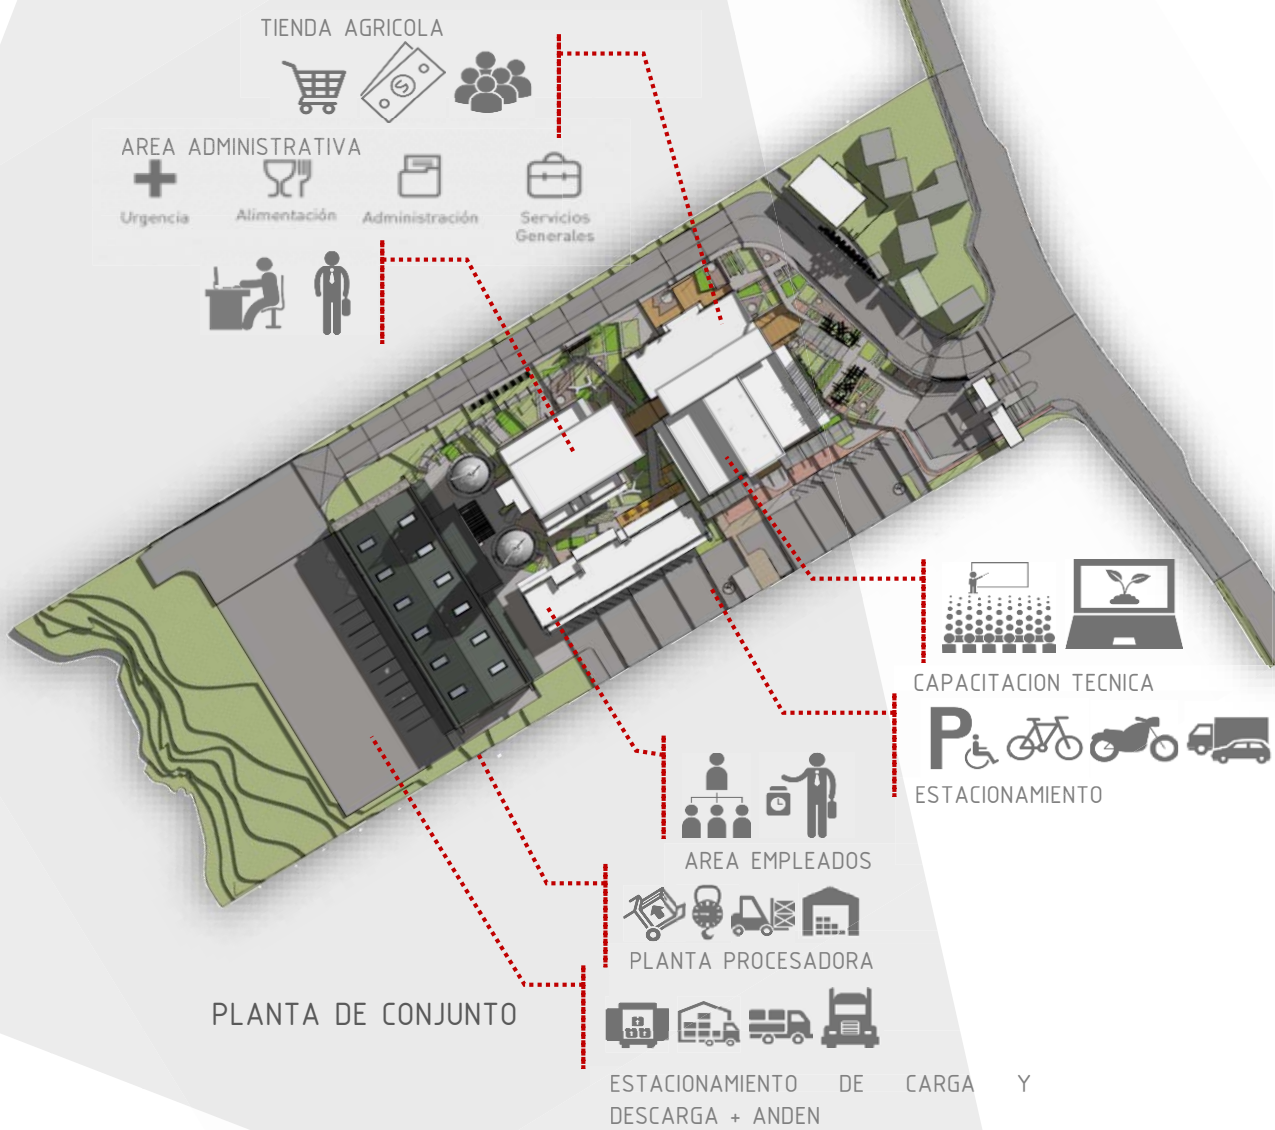 TIENDA AGRICOLA
AREA ADMINISTRATIVA
Urgencia
Alimentación
Administración
Servicios
Generales
CAPACITACION TECNICA
P
ESTACIONAMIENTO
AREA EMPLEADOS
PLANTA PROCESADORA
PLANTA DE CONJUNTO
ESTACIONAMIENTO DE CARGA Y
DESCARGA + ANDEN